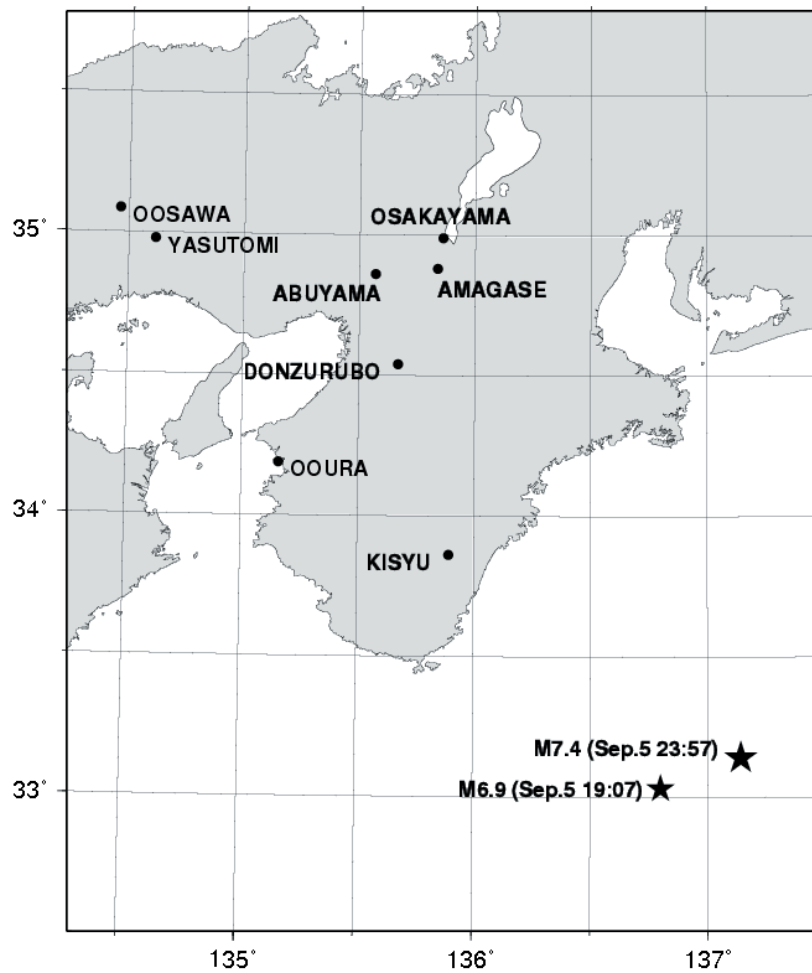 OOSAWA
OSAKAYAMA
35°
YASUTOMI
ABUYAMA
AMAGASE
DONZURUBO
OOURA
34°
KISYU
M7.4 (Sep.5 23:57)
33°
M6.9 (Sep.5 19:07)
135°
136°
137°